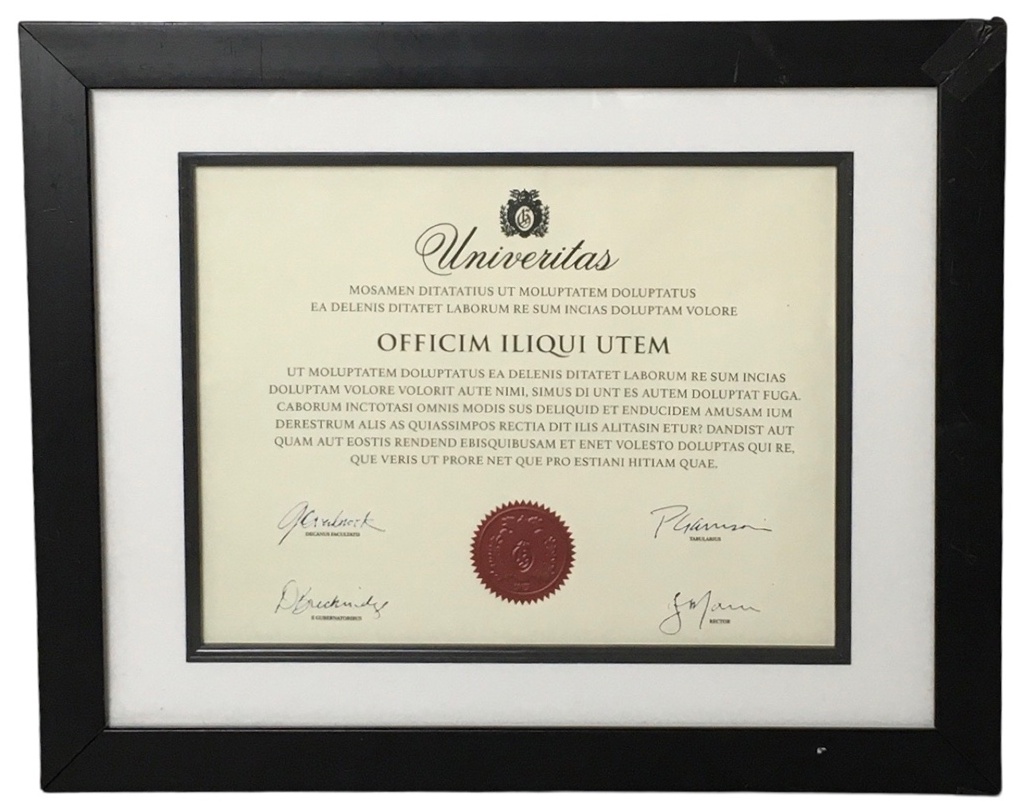 Univeritas
MOSAMEN DITATATIUS UT MOLUPTATEM DOLUPTATUS
EA DELENIS DITATET LABORUM RE SUM INCIAS DOLUPTAM VOLORE
OFFICIM ILIQUI UTEM
UT MOLUPTATEM DOLUPTATUS EA DELENIS DITATET LABORUM RE SUM INCIAS
DOLUPTAM VOLORE VOLORIT AUTE NIMI, SIMUS DI UNT ES AUTEM DOLUPTAT FUGA.
CABORUM INCTOTASI OMNIS MODIS SUS DELIQUID ET ENDUCIDEM AMUSAM IUM
DERESTRUM ALIS AS QUIASSIMPOS RECTIA DIT ILIS ALITASIN ETUR? DANDIST AUT
QUAM AUT EOSTIS RENDEND EBISQUIBUSAM ET ENET VOLESTO DOLUPTAS QUI RE,
QUE VERIS UT PRORE NET QUE PRO ESTIANI HITIAM QUAE.
DECANUS FACULTATIS
P Garrison
TABULARIUS
D Breckridge
E GUBERNATORIBUS
RECTOR